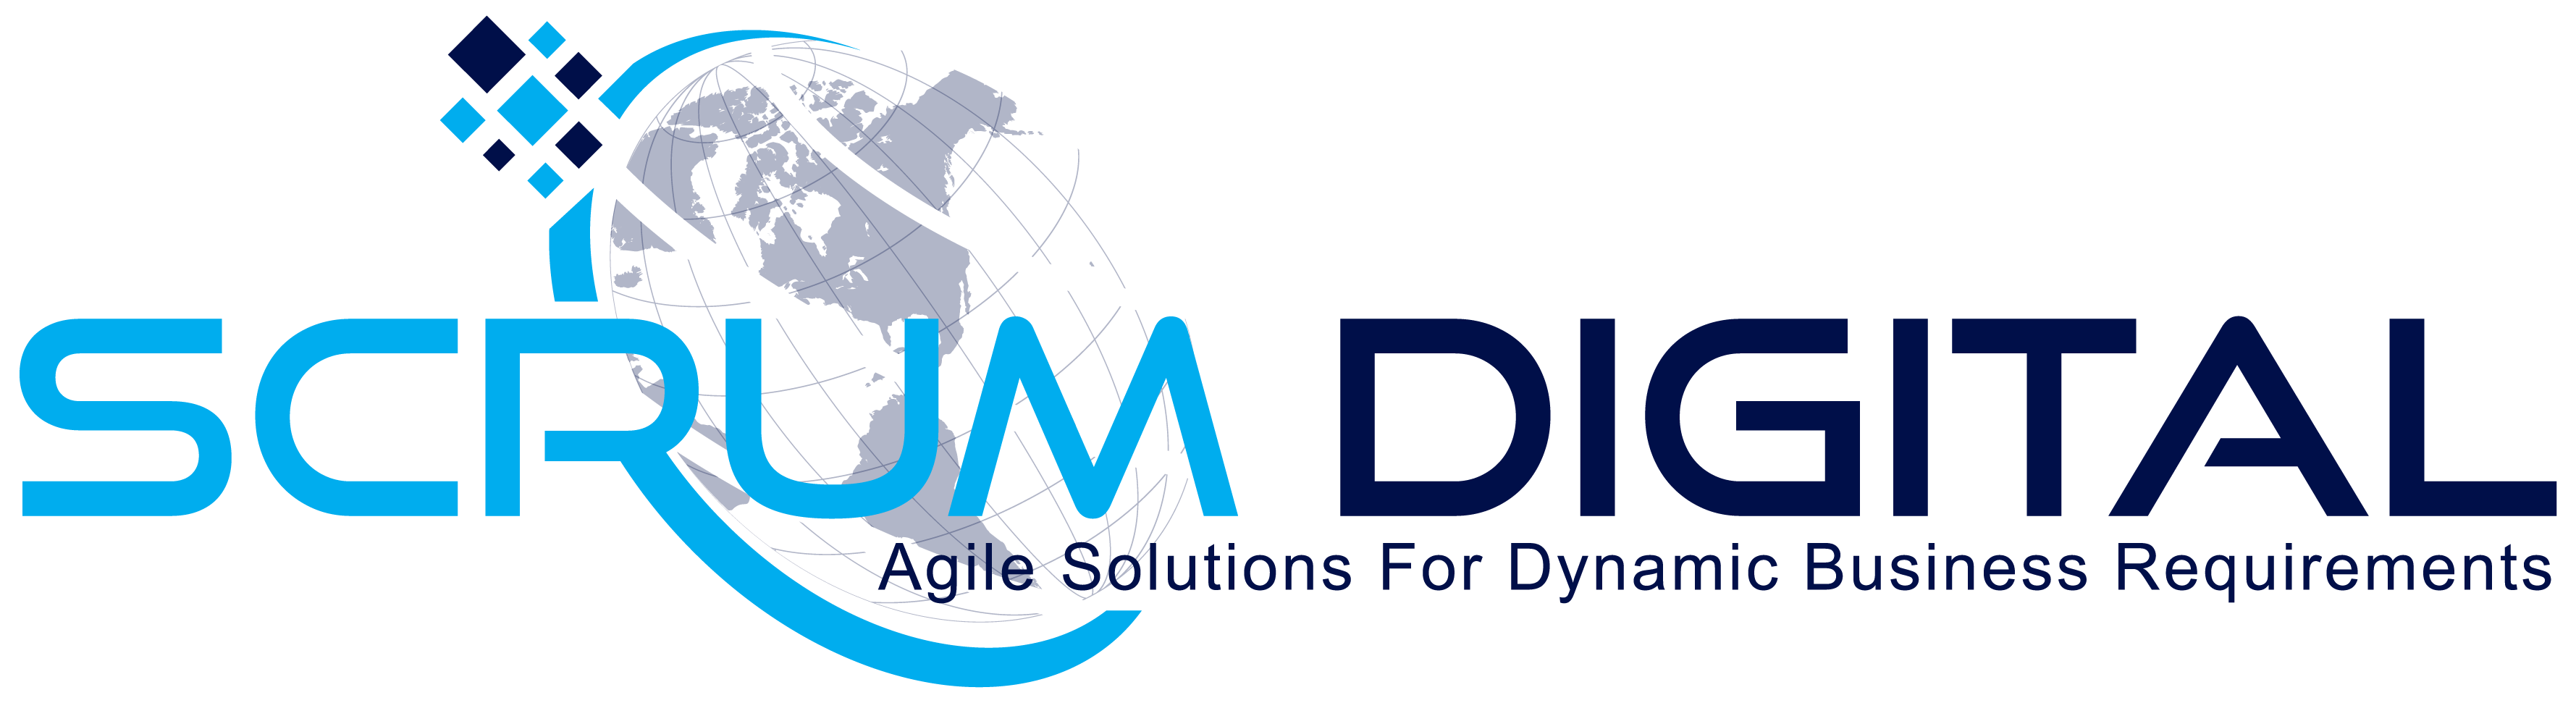 SCRUM DIGITAL
Agile Solutions For Dynamic Business Requirements